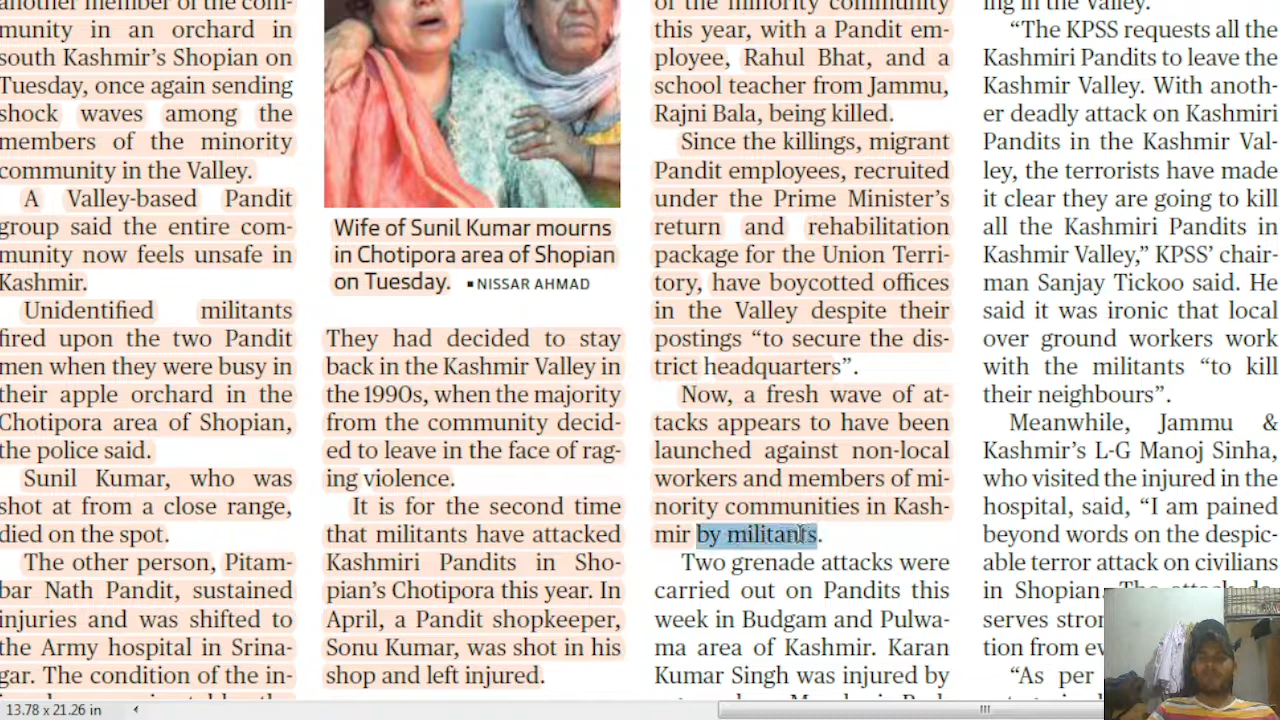 another member of the com-
munity in an orchard in
south Kashmir's Shopian on
Tuesday, once again sending
shock waves among the
members of the minority
community in the Valley.
A Valley-based Pandit
group said the entire com-
munity now feels unsafe in
Kashmir.
Unidentified militants
fired upon the two Pandit
men when they were busy in
their apple orchard in the
Chotipora area of Shopian,
the police said.
Sunil Kumar, who was
shot at from a close range,
died on the spot.
The other person, Pitam-
bar Nath Pandit, sustained
injuries and was shifted to
the Army hospital in Srina-
gar. The condition of the in-
Wife of Sunil Kumar mourns
in Chotipora area of Shopian
on Tuesday. ▪ NISSAR AHMAD
They had decided to stay
back in the Kashmir Valley in
the 1990s, when the majority
from the community decid-
ed to leave in the face of rag-
ing violence.
It is for the second time
that militants have attacked
Kashmiri Pandits in Sho-
pian's Chotipora this year. In
April, a Pandit shopkeeper,
Sonu Kumar, was shot in his
shop and left injured.
of the minority community
this year, with a Pandit em-
ployee, Rahul Bhat, and a
school teacher from Jammu,
Rajni Bala, being killed.
Since the killings, migrant
Pandit employees, recruited
under the Prime Minister's
return and rehabilitation
package for the Union Terri-
tory, have boycotted offices
in the Valley despite their
postings "to secure the dis-
trict headquarters".
Now, a fresh wave of at-
tacks appears to have been
launched against non-local
workers and members of mi-
nority communities in Kash-
mir by militants.
Two grenade attacks were
carried out on Pandits this
week in Budgam and Pulwa-
ma area of Kashmir. Karan
Kumar Singh was injured by
ing in the Valley.
"The KPSS requests all the
Kashmiri Pandits to leave the
Kashmir Valley. With anoth-
er deadly attack on Kashmiri
Pandits in the Kashmir Val-
ley, the terrorists have made
it clear they are going to kill
all the Kashmiri Pandits in
Kashmir Valley," KPSS' chair-
man Sanjay Tickoo said. He
said it was ironic that local
over ground workers work
with the militants "to kill
their neighbours".
Meanwhile, Jammu &
Kashmir's L-G Manoj Sinha,
who visited the injured in the
hospital, said, "I am pained
beyond words on the despic-
able terror attack on civilians
in Shopian. The attack de-
serves stron
tion from ev
"As per
13.78 x 21.26 in